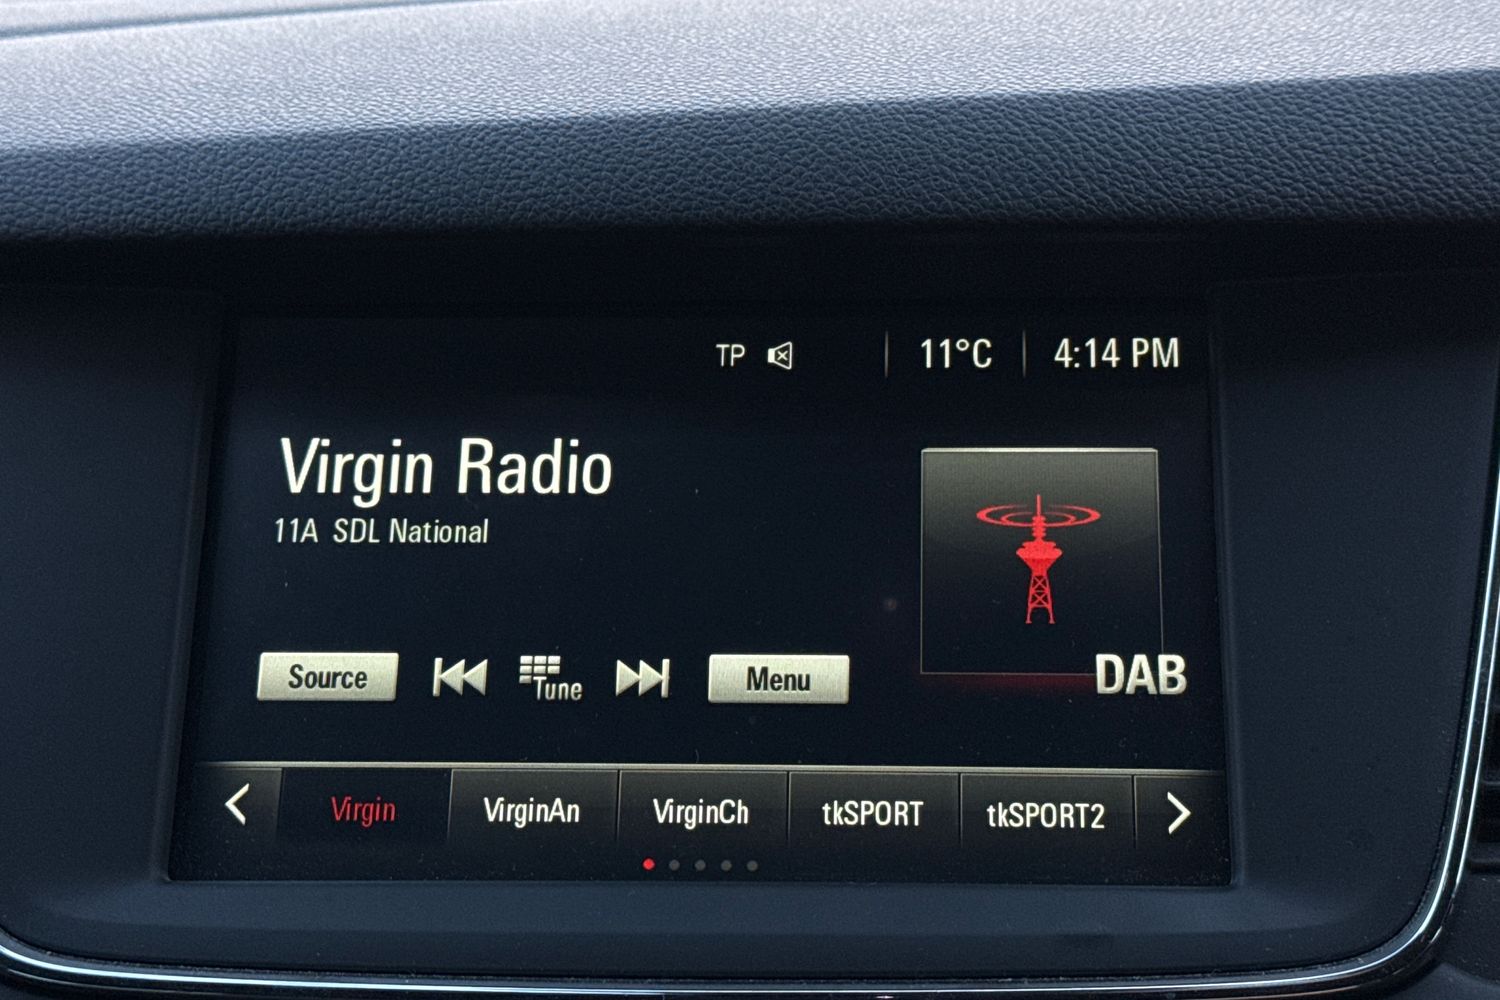 TP 11°C 4:14 PM
Virgin Radio
11A SDL National
Source Tune Menu
DAB
Virgin VirginAn VirginCh tkSPORT tkSPORT2